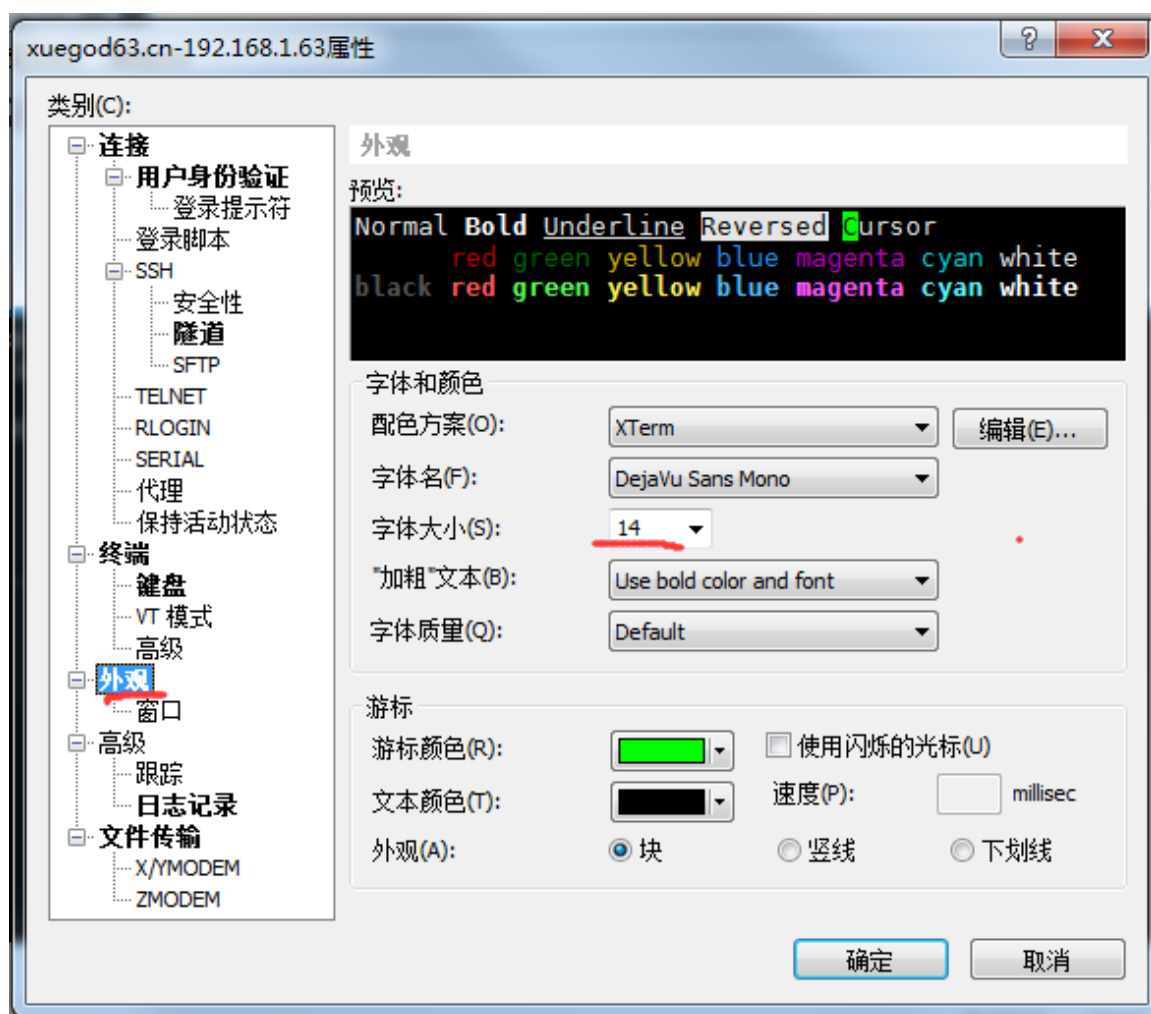 xuegod63.cn-192.168.1.63属性
类别(C):
连接
用户身份验证
登录提示符
登录脚本
SSH
安全性
隧道
SFTP
TELNET
RLOGIN
SERIAL
代理
保持活动状态
终端
键盘
VT 模式
高级
外观
窗口
高级
跟踪
日志记录
文件传输
X/YMODEM
ZMODEM
外观
预览:
Normal Bold Underline Reversed Cursor
red green yellow blue magenta cyan white
black red green yellow blue magenta cyan white
字体和颜色
配色方案(O): XTerm 编辑(E)...
字体名(F): DejaVu Sans Mono
字体大小(S): 14
"加粗"文本(B): Use bold color and font
字体质量(Q): Default
游标
游标颜色(R): 使用闪烁的光标(U)
文本颜色(T): 速度(P): millisec
外观(A): 块 竖线 下划线
确定 取消